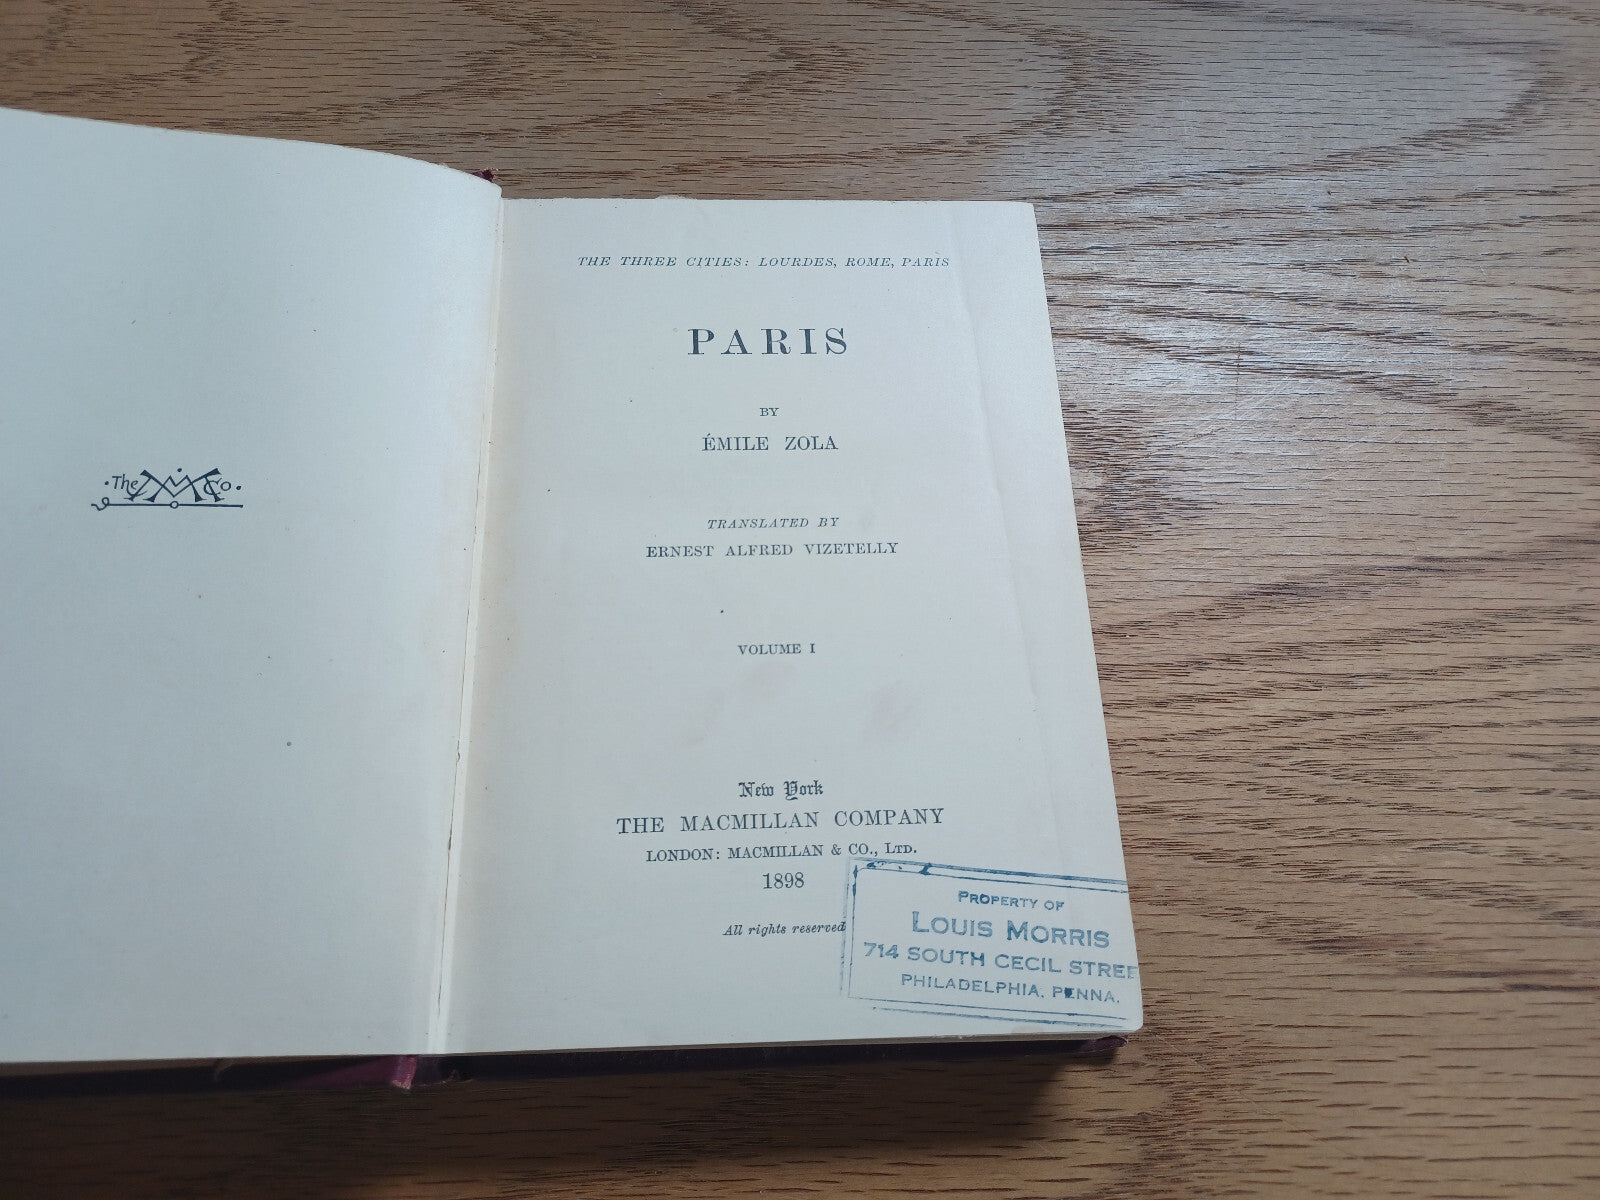 The M Co.
THE THREE CITIES: LOURDES, ROME, PARIS
PARIS
BY
ÉMILE ZOLA
TRANSLATED BY
ERNEST ALFRED VIZETELLY
VOLUME I
New York
THE MACMILLAN COMPANY
LONDON: MACMILLAN & CO., LTD.
1898
All rights reserved
PROPERTY OF
LOUIS MORRIS
714 SOUTH CECIL STREE
PHILADELPHIA, PENNA.